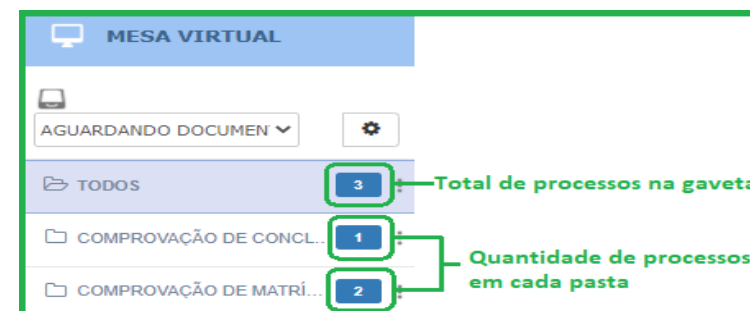 MESA VIRTUAL
AGUARDANDO DOCUMEN
TODOS 3 Total de processos na gaveta
COMPROVAÇÃO DE CONCL... 1
Quantidade de processos
em cada pasta
COMPROVAÇÃO DE MATRÍ... 2